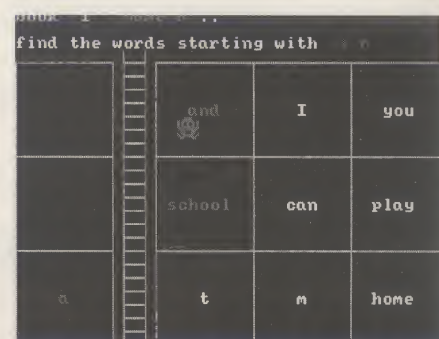 find the words starting with
and I you
school can play
a t m home